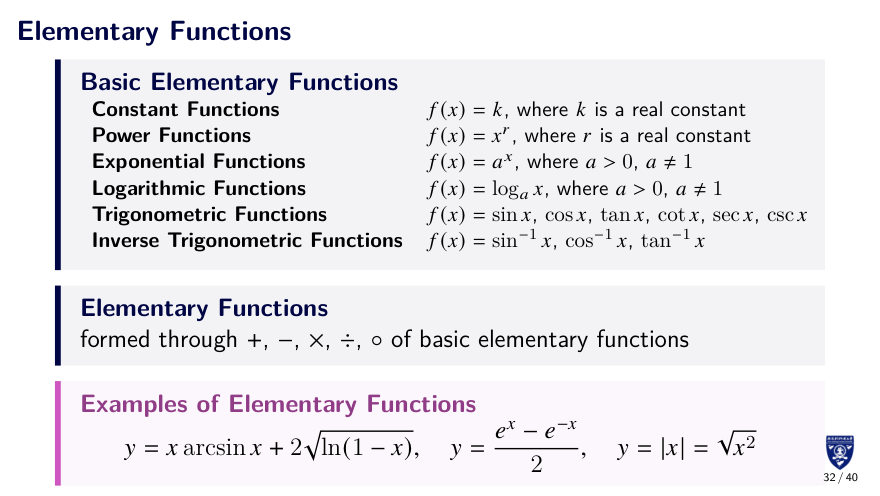 Elementary Functions
Basic Elementary Functions
Constant Functions f(x) = k, where k is a real constant
Power Functions f(x) = x^r, where r is a real constant
Exponential Functions f(x) = a^x, where a > 0, a ≠ 1
Logarithmic Functions f(x) = log_a x, where a > 0, a ≠ 1
Trigonometric Functions f(x) = sin x, cos x, tan x, cot x, sec x, csc x
Inverse Trigonometric Functions f(x) = sin⁻¹ x, cos⁻¹ x, tan⁻¹ x
Elementary Functions
formed through +, −, ×, ÷, ∘ of basic elementary functions
Examples of Elementary Functions
y = x arcsin x + 2√(ln(1 − x)), y = (e^x − e^(−x))/2, y = |x| = √(x²)
32 / 40